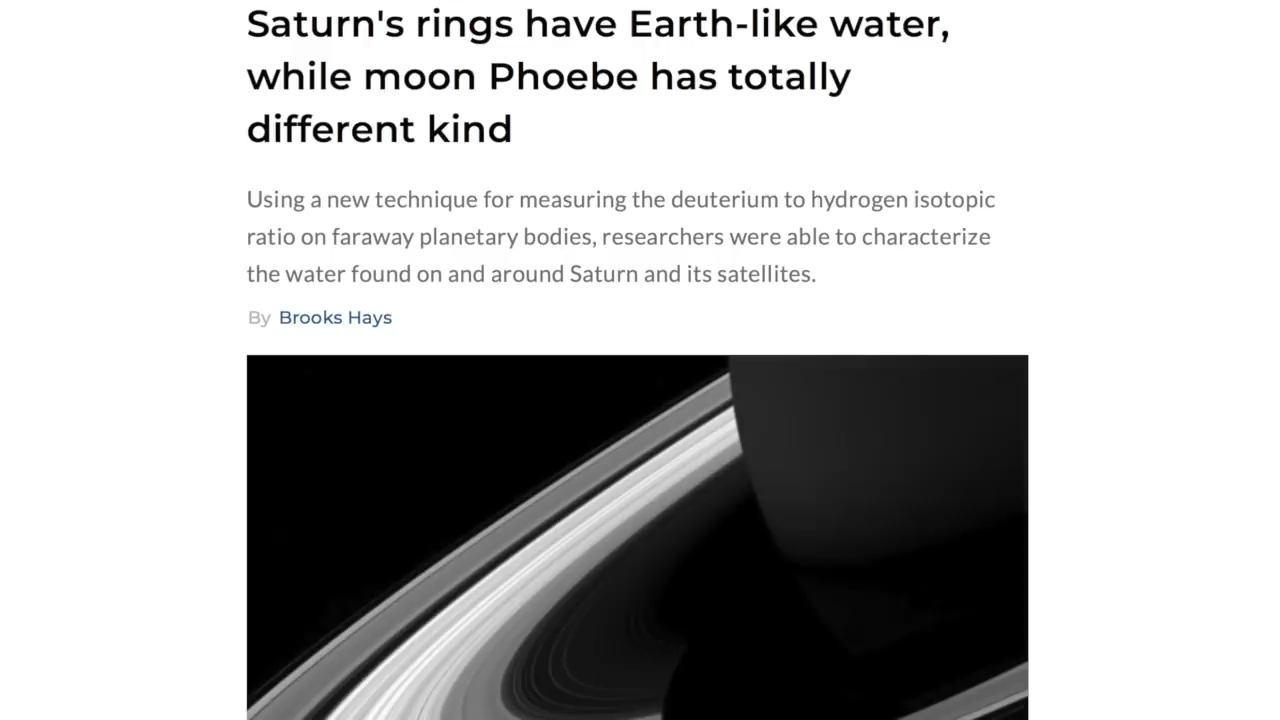 Saturn's rings have Earth-like water,
while moon Phoebe has totally
different kind
Using a new technique for measuring the deuterium to hydrogen isotopic
ratio on faraway planetary bodies, researchers were able to characterize
the water found on and around Saturn and its satellites.
By Brooks Hays